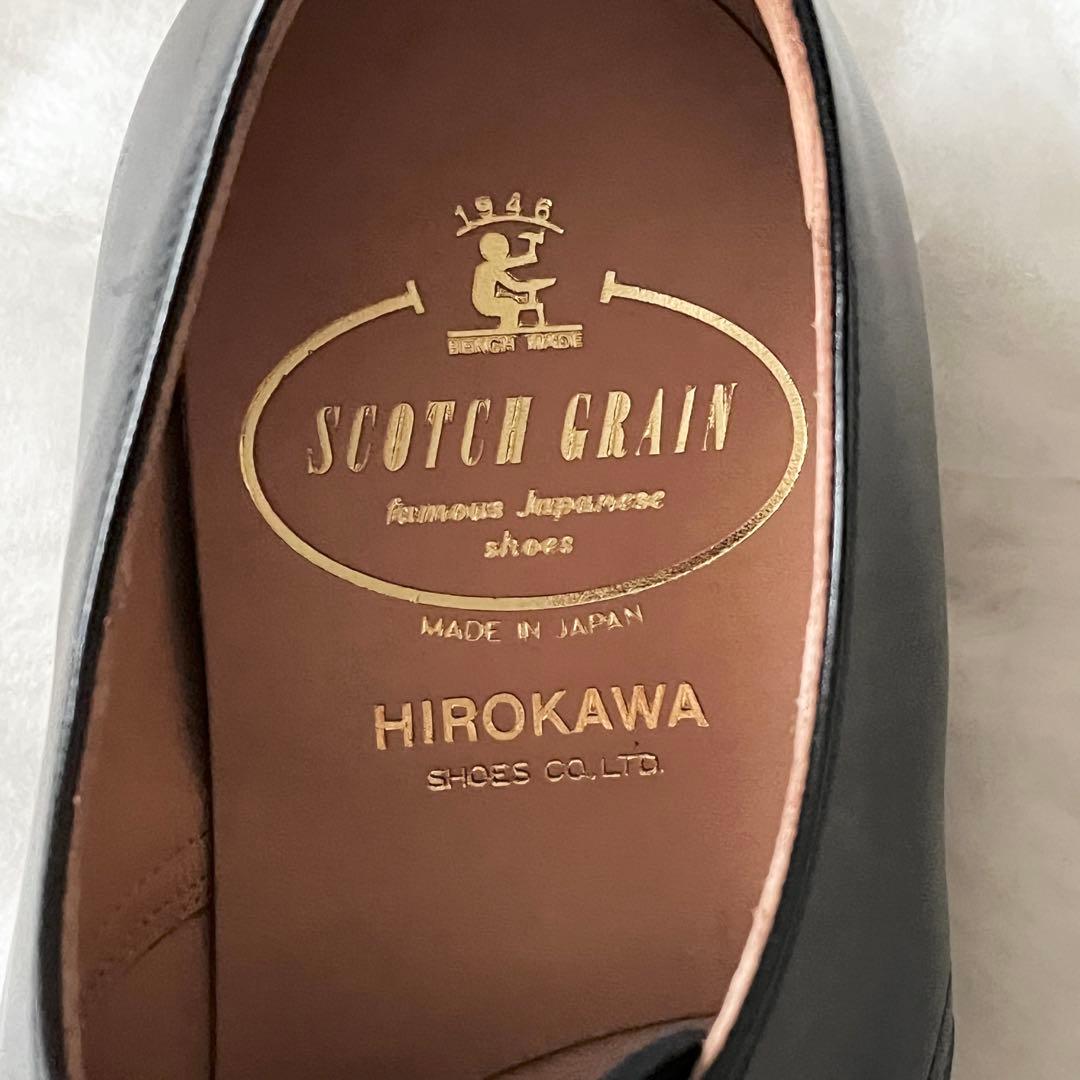 1946
BENCH MADE
SCOTCH GRAIN
famous Japanese
shoes
MADE IN JAPAN
HIROKAWA
SHOES CO., LTD.